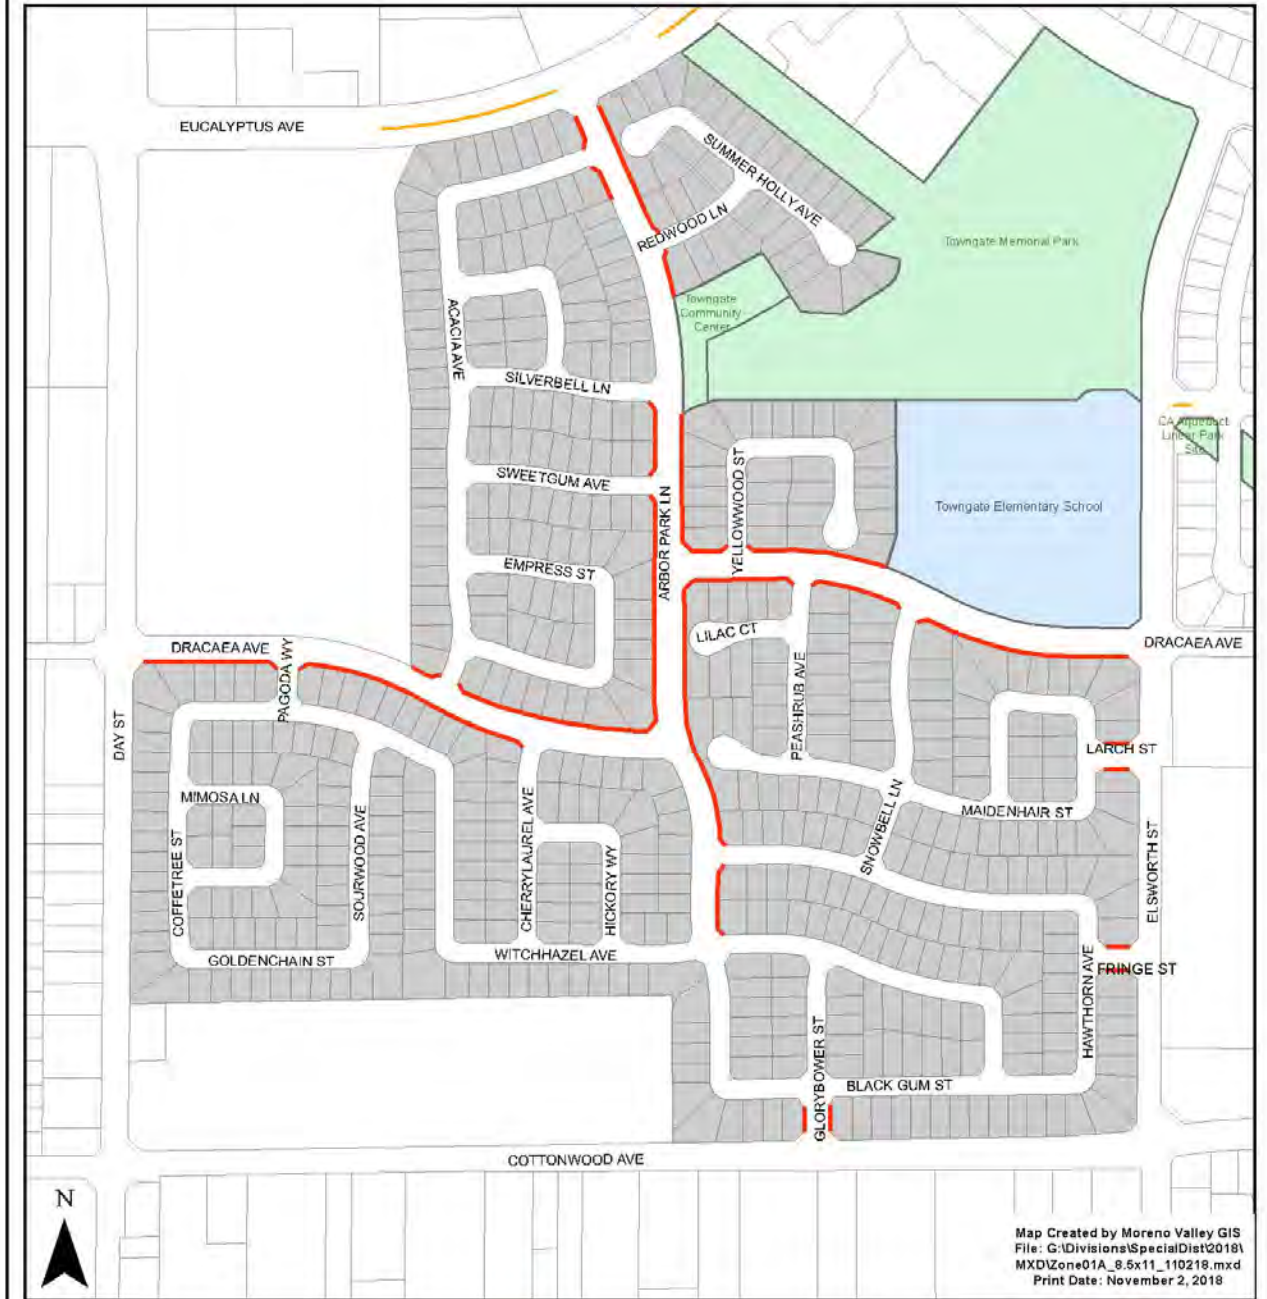 EUCALYPTUS AVE
SUMMER HOLLY AVE
REDWOOD LN
Towngate Memorial Park
Towngate
Community
Center
ACACIA AVE
SILVERBELL LN
CA Aqueduct
Linear Park
Site
YELLOWWOOD ST
SWEETGUM AVE
ARBOR PARK LN
Towngate Elementary School
EMPRESS ST
LILAC CT
DRACAEA AVE
DRACAEA AVE
PAGODA WY
PEASHRUB AVE
DAY ST
LARCH ST
MIMOSA LN
SNOWBELL LN
MAIDENHAIR ST
COFFETREE ST
SOURWOOD AVE
CHERRYLAUREL AVE
HICKORY WY
ELSWORTH ST
GOLDENCHAIN ST
WITCHHAZEL AVE
HAWTHORN AVE
FRINGE ST
GLORYBOWER ST
BLACK GUM ST
COTTONWOOD AVE
N
Map Created by Moreno Valley GIS
File: G:\Divisions\SpecialDist\2018\
MXD\Zone01A_8.5x11_110218.mxd
Print Date: November 2, 2018